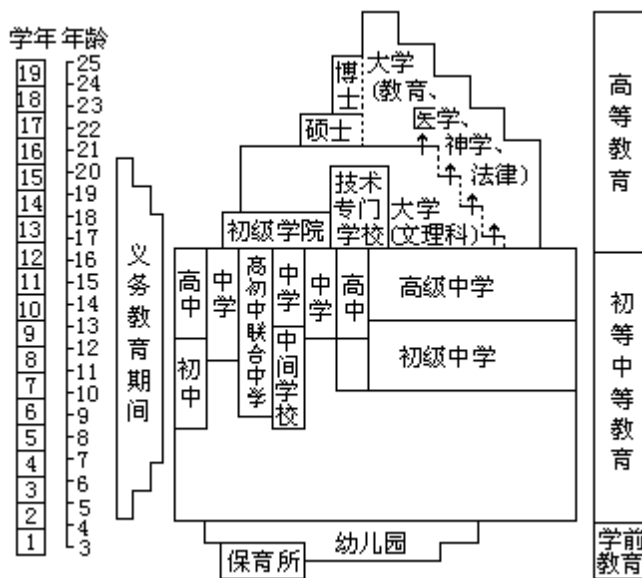 学年 年龄
19
18
17
16
15
14
13
12
11
10
9
8
7
6
5
4
3
2
1
25
24
23
22
21
20
19
18
17
16
15
14
13
12
11
10
9
8
7
6
5
4
3
义务教育期间
博士
硕士
大学
(教育、
医学、
神学、
法律)
技术
专门
学校
大学
(文理科)
初级学院
高中
初中
中学
高初中联合中学
中学
中间学校
中学
高中
高级中学
初级中学
幼儿园
保育所
高等教育
初等中等教育
学前
教育